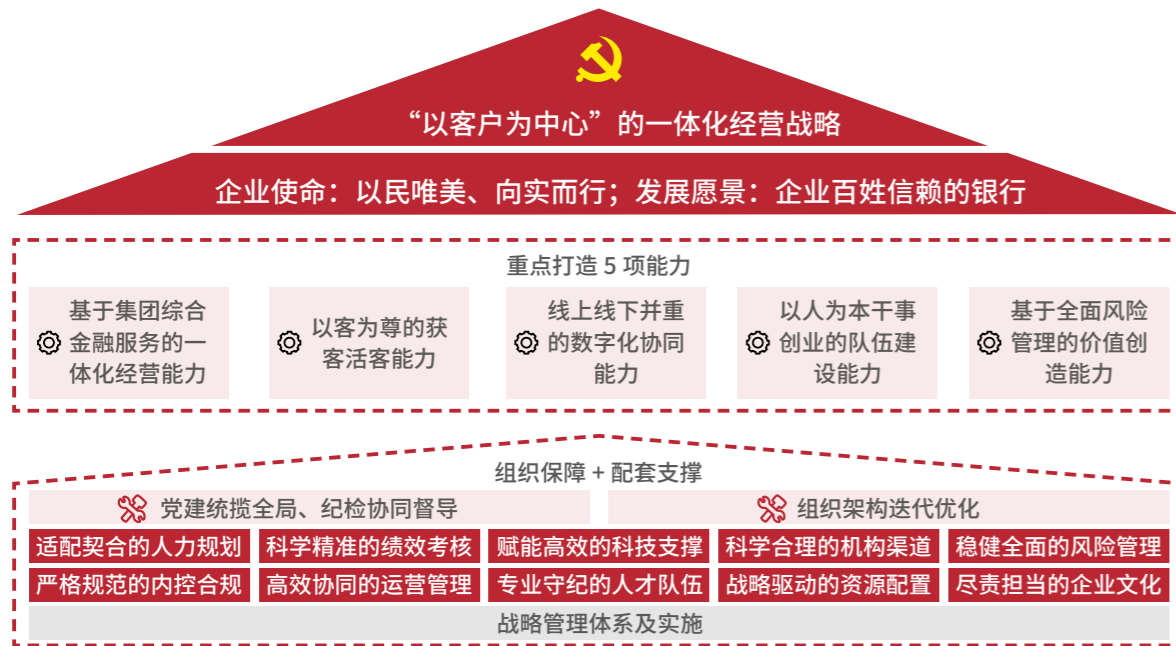 “以客户为中心”的一体化经营战略
企业使命：以民唯美、向实而行；发展愿景：企业百姓信赖的银行
重点打造 5 项能力
基于集团综合
金融服务的一
体化经营能力
以客为尊的获
客活客能力
线上线下并重
的数字化协同
能力
以人为本干事
创业的队伍建
设能力
基于全面风险
管理的价值创
造能力
组织保障 + 配套支撑
党建统揽全局、纪检协同督导
组织架构迭代优化
适配契合的人力规划
科学精准的绩效考核
赋能高效的科技支撑
科学合理的机构渠道
稳健全面的风险管理
严格规范的内控合规
高效协同的运营管理
专业守纪的人才队伍
战略驱动的资源配置
尽责担当的企业文化
战略管理体系及实施